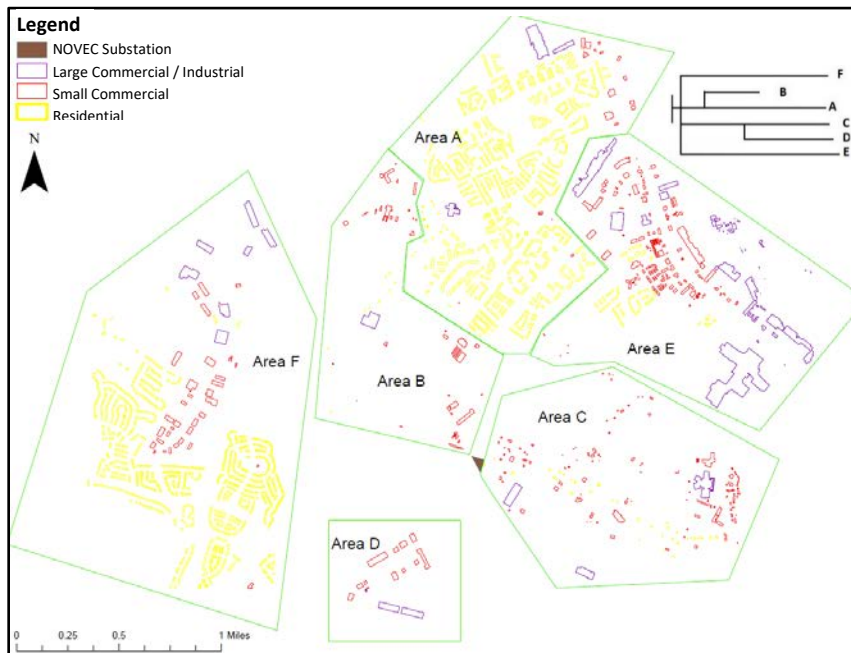 Legend
NOVEC Substation
Large Commercial / Industrial
Small Commercial
Residential
N
F
B
A
C
D
E
Area A
Area F
Area B
Area E
Area C
Area D
0 0.25 0.5 1 Miles